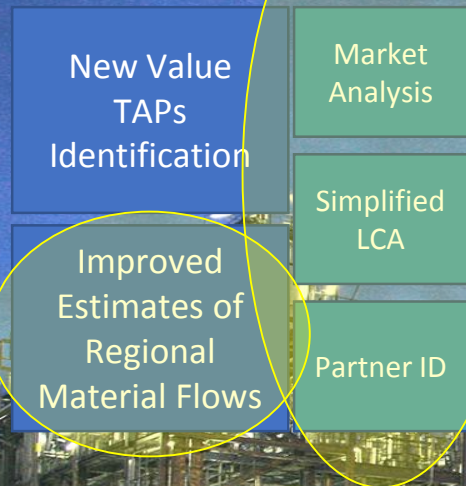 New Value
TAPs
Identification
Improved
Estimates of
Regional
Material Flows
Market
Analysis
Simplified
LCA
Partner ID